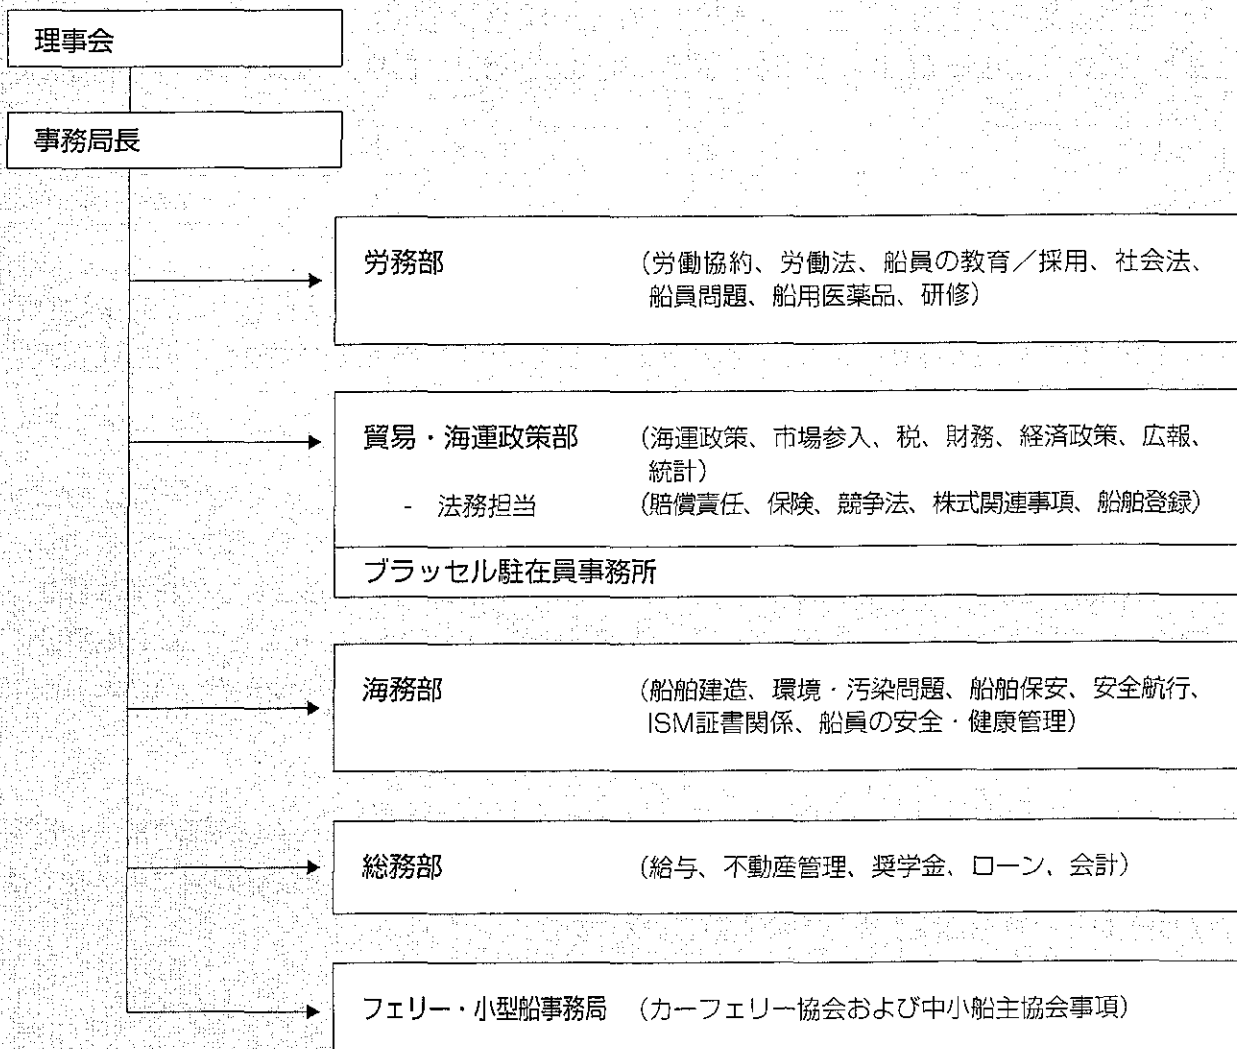 理事会
事務局長
労務部 （労働協約、労働法、船員の教育／採用、社会法、
船員問題、船用医薬品、研修）
貿易・海運政策部 （海運政策、市場参入、税、財務、経済政策、広報、
統計）
- 法務担当 （賠償責任、保険、競争法、株式関連事項、船舶登録）
ブラッセル駐在員事務所
海務部 （船舶建造、環境・汚染問題、船舶保安、安全航行、
ISM証書関係、船員の安全・健康管理）
総務部 （給与、不動産管理、奨学金、ローン、会計）
フェリー・小型船事務局 （カーフェリー協会および中小船主協会事項）